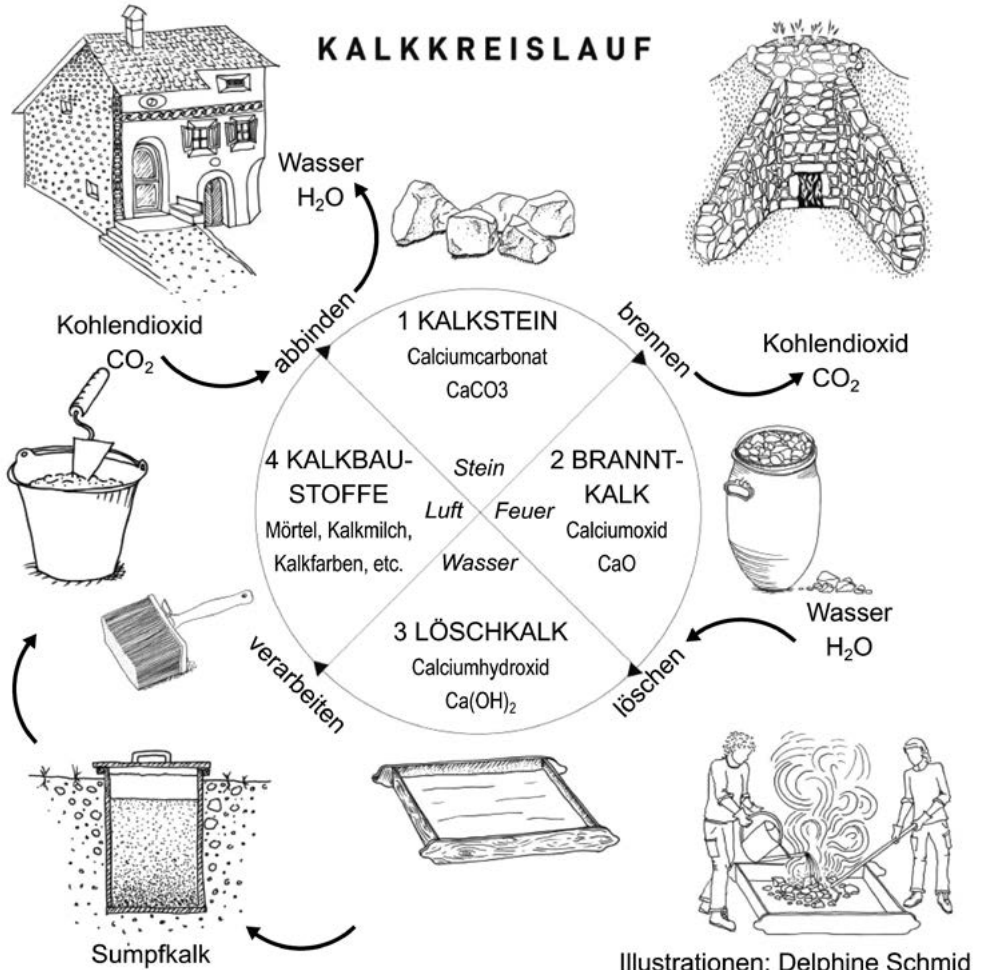 KALKKREISLAUF
Wasser
H₂O
Kohlendioxid
CO₂
abbinden
brennen
Kohlendioxid
CO₂
1 KALKSTEIN
Calciumcarbonat
CaCO3
Stein
2 BRANNT-
KALK
Calciumoxid
CaO
Feuer
Wasser
H₂O
löschen
3 LÖSCHKALK
Calciumhydroxid
Ca(OH)₂
Wasser
verarbeiten
4 KALKBAU-
STOFFE
Mörtel, Kalkmilch,
Kalkfarben, etc.
Luft
Sumpfkalk
Illustrationen: Delphine Schmid